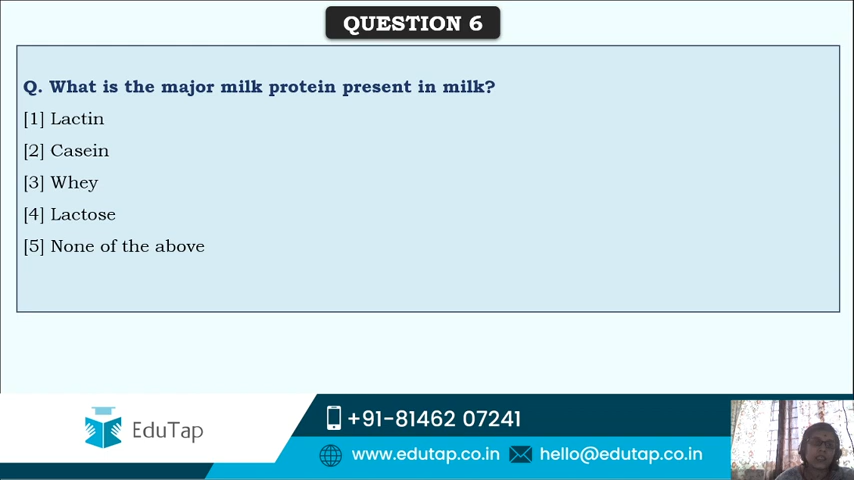 QUESTION 6
Q. What is the major milk protein present in milk?
[1] Lactin
[2] Casein
[3] Whey
[4] Lactose
[5] None of the above
EduTap
+91-81462 07241
www.edutap.co.in hello@edutap.co.in